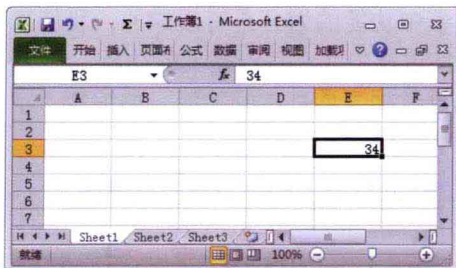 工作簿1 - Microsoft Excel
文件 开始 插入 页面布 公式 数据 审阅 视图 加载项
E3 fx 34
A B C D E F
1
2
3 34
4
5
6
7
Sheet1 Sheet2 Sheet3
就绪 100%